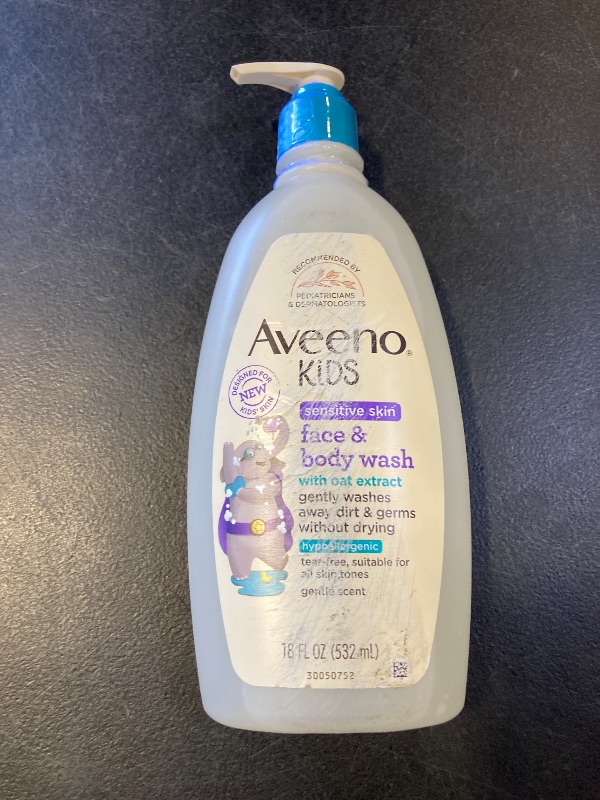 RECOMMENDED BY
PEDIATRICIANS
& DERMATOLOGISTS
Aveeno®
KiDS
DESIGNED FOR
NEW
KIDS' SKIN
sensitive skin
face &
body wash
with oat extract
gently washes
away dirt & germs
without drying
hypoallergenic
tear-free, suitable for
all skin tones
gentle scent
18 FL OZ (532 mL)
30050752